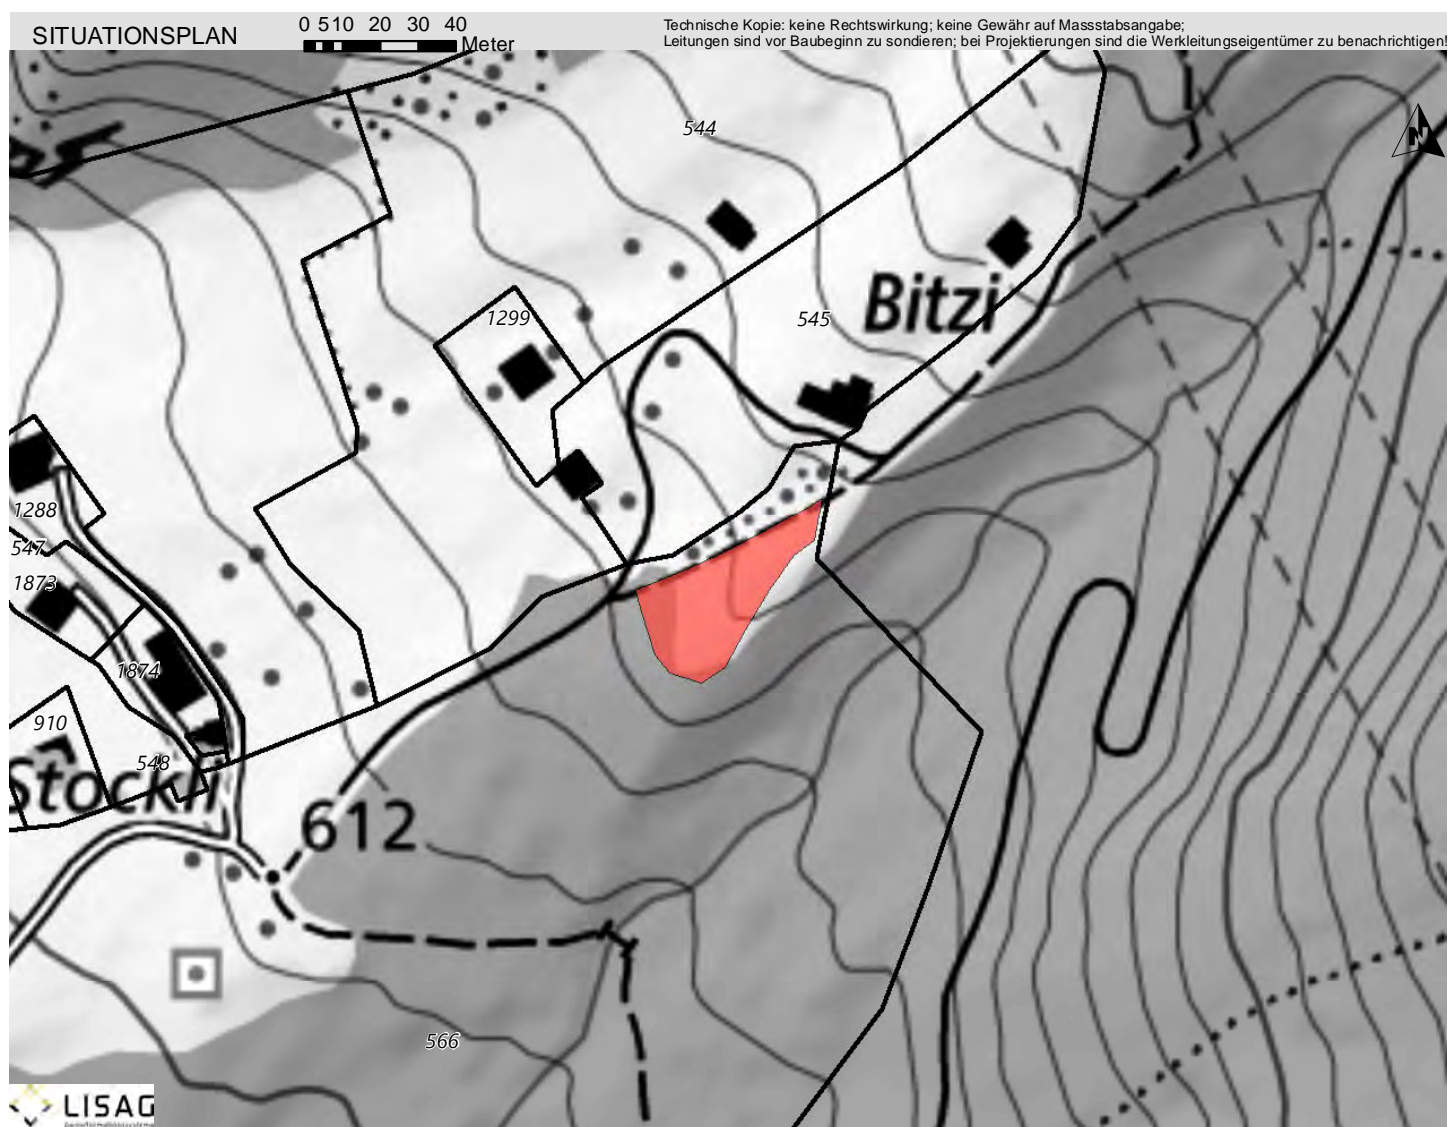 SITUATIONSPLAN
0 5 10 20 30 40
Meter
Technische Kopie: keine Rechtswirkung; keine Gewähr auf Massstabsangabe;
Leitungen sind vor Baubeginn zu sondieren; bei Projektierungen sind die Werkleitungseigentümer zu benachrichtigen!
N
544
1299
545
Bitzi
1288
547
1873
1874
910
548
Stöckli
612
566
LISAG